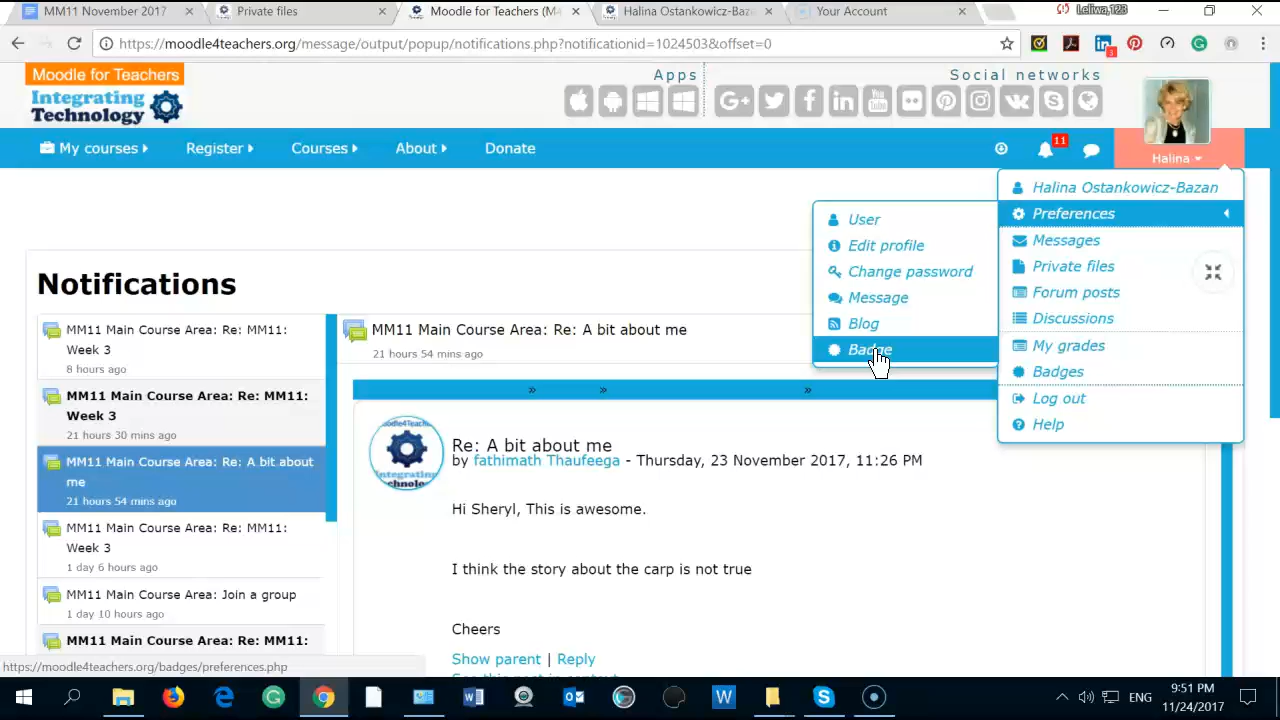 MM11 November 2017
Private files
Moodle for Teachers (M4
Halina Ostankowicz-Baz
Your Account
Leliwa,123
https://moodle4teachers.org/message/output/popup/notifications.php?notificationid=1024503&offset=0
3
Moodle for Teachers
Integrating
Technology
Apps
Social networks
My courses
Register
Courses
About
Donate
11
Halina
Halina Ostankowicz-Bazan
Preferences
Messages
Private files
Forum posts
Discussions
My grades
Badges
Log out
Help
User
Edit profile
Change password
Message
Blog
Badge
Notifications
MM11 Main Course Area: Re: MM11:
Week 3
8 hours ago
MM11 Main Course Area: Re: MM11:
Week 3
21 hours 30 mins ago
MM11 Main Course Area: Re: A bit about
me
21 hours 54 mins ago
MM11 Main Course Area: Re: MM11:
Week 3
1 day 6 hours ago
MM11 Main Course Area: Join a group
1 day 10 hours ago
MM11 Main Course Area: Re: MM11:
MM11 Main Course Area: Re: A bit about me
21 hours 54 mins ago
» » »
Re: A bit about me
by fathimath Thaufeega - Thursday, 23 November 2017, 11:26 PM
Hi Sheryl, This is awesome.
I think the story about the carp is not true
Cheers
Show parent | Reply
See this post in context
https://moodle4teachers.org/badges/preferences.php
ENG
9:51 PM
11/24/2017